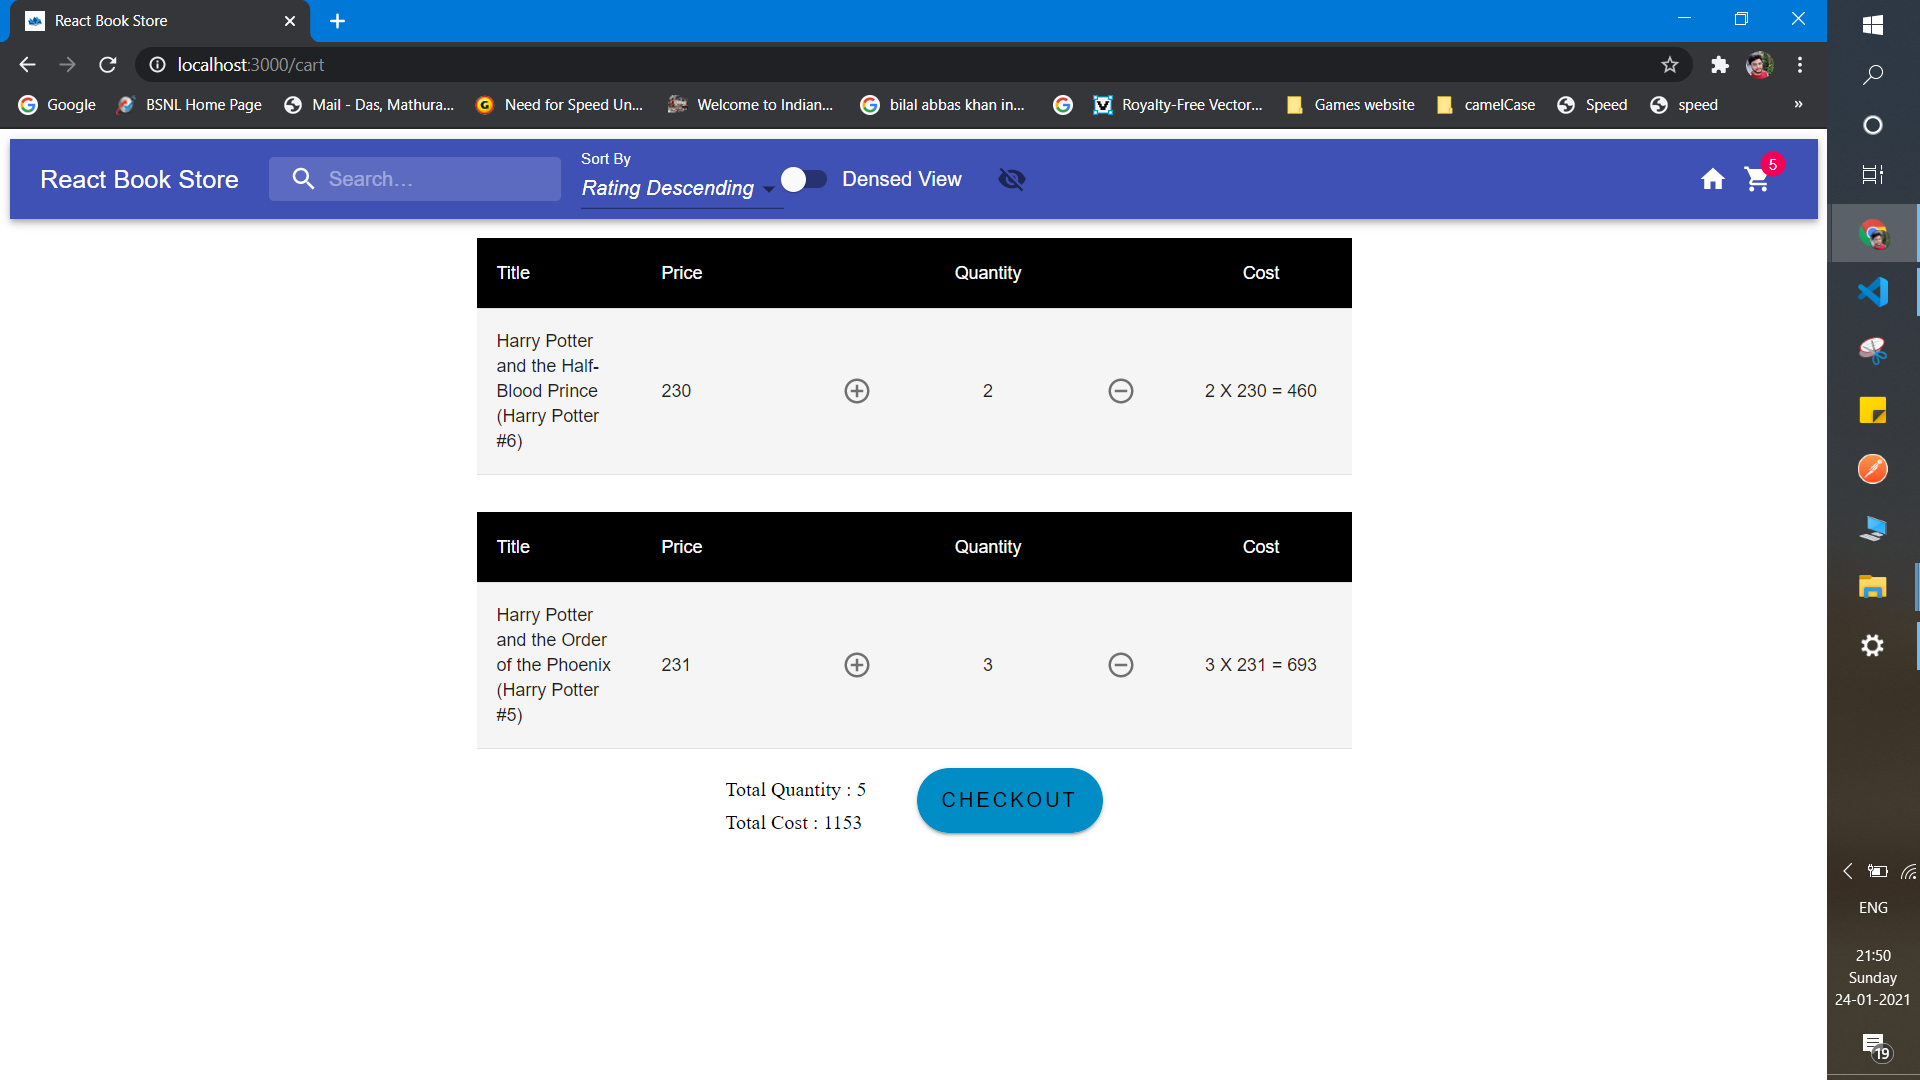 React Book Store
localhost:3000/cart
Google
BSNL Home Page
Mail - Das, Mathura...
Need for Speed Un...
Welcome to Indian...
bilal abbas khan in...
Royalty-Free Vector...
Games website
camelCase
Speed
speed
»
React Book Store
Search...
Sort By
Rating Descending
Densed View
5
Title Price Quantity Cost
Harry Potter
and the Half-
Blood Prince
(Harry Potter
#6)
230 2 2 X 230 = 460
Title Price Quantity Cost
Harry Potter
and the Order
of the Phoenix
(Harry Potter
#5)
231 3 3 X 231 = 693
Total Quantity : 5
Total Cost : 1153
CHECKOUT
ENG
21:50
Sunday
24-01-2021
19